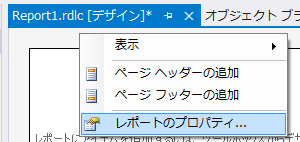 Report1.rdlc [デザイン]*
オブジェクト ブラ
表示
ページ ヘッダーの追加
ページ フッターの追加
レポートのプロパティ...